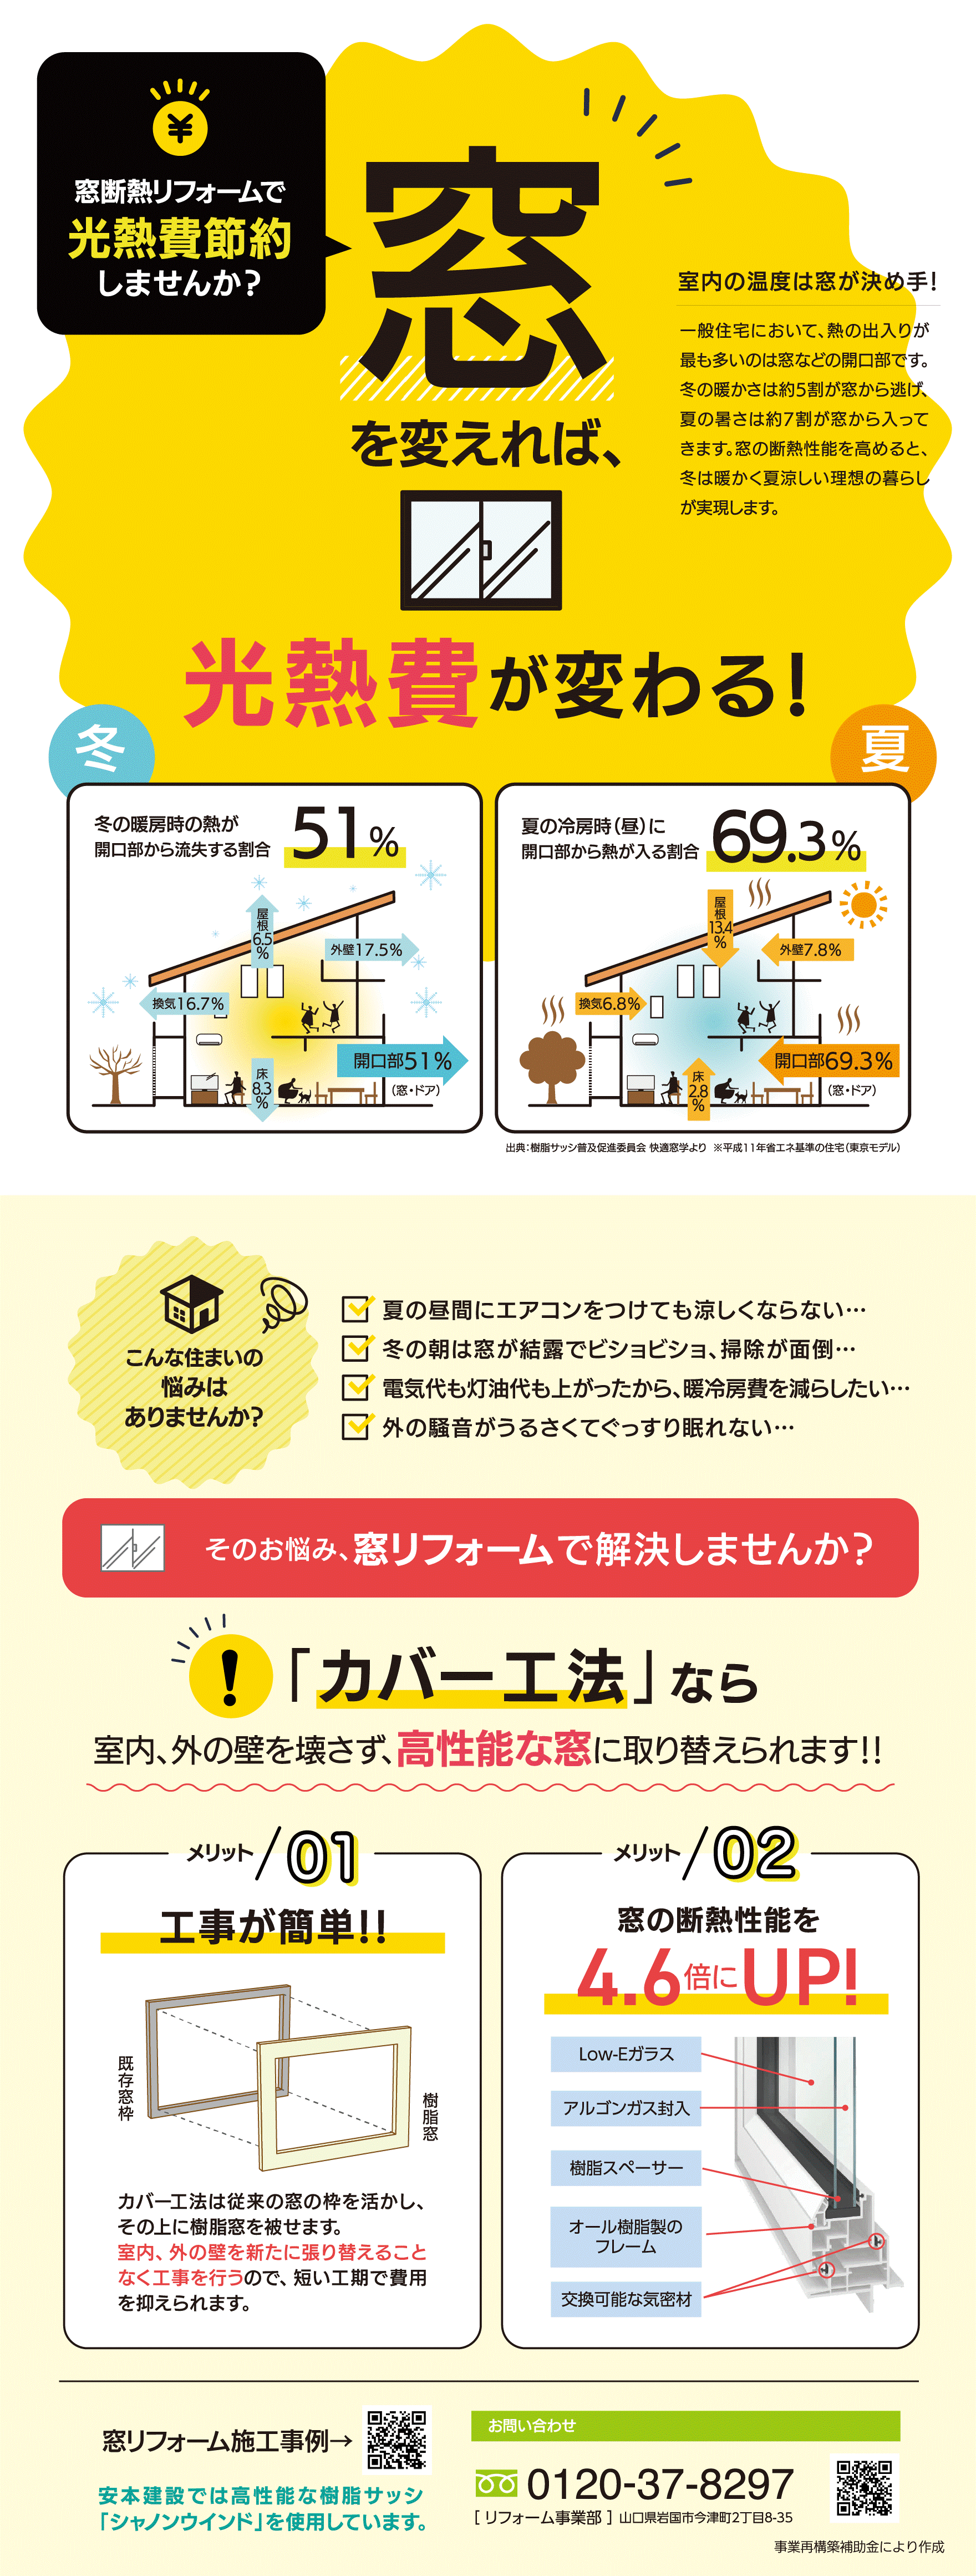 窓断熱リフォームで
光熱費節約
しませんか？
窓
を変えれば、
光熱費が変わる！
室内の温度は窓が決め手！
一般住宅において、熱の出入りが
最も多いのは窓などの開口部です。
冬の暖かさは約5割が窓から逃げ、
夏の暑さは約7割が窓から入って
きます。窓の断熱性能を高めると、
冬は暖かく夏涼しい理想の暮らし
が実現します。
冬
冬の暖房時の熱が
開口部から流失する割合
51%
屋根6.5%
外壁17.5%
換気16.7%
開口部51%
（窓・ドア）
床8.3%
夏
夏の冷房時（昼）に
開口部から熱が入る割合
69.3%
屋根13.4%
外壁7.8%
換気6.8%
開口部69.3%
（窓・ドア）
床2.8%
出典：樹脂サッシ普及促進委員会 快適窓学より ※平成11年省エネ基準の住宅（東京モデル）
こんな住まいの
悩みは
ありませんか？
夏の昼間にエアコンをつけても涼しくならない…
冬の朝は窓が結露でビショビショ、掃除が面倒…
電気代も灯油代も上がったから、暖冷房費を減らしたい…
外の騒音がうるさくてぐっすり眠れない…
そのお悩み、窓リフォームで解決しませんか？
！「カバー工法」なら
室内、外の壁を壊さず、高性能な窓に取り替えられます！！
メリット/01
工事が簡単！！
既存窓枠
樹脂窓
カバー工法は従来の窓の枠を活かし、
その上に樹脂窓を被せます。
室内、外の壁を新たに張り替えること
なく工事を行うので、短い工期で費用
を抑えられます。
メリット/02
窓の断熱性能を
4.6倍にUP!
Low-Eガラス
アルゴンガス封入
樹脂スペーサー
オール樹脂製の
フレーム
交換可能な気密材
窓リフォーム施工事例→
安本建設では高性能な樹脂サッシ
「シャノンウインド」を使用しています。
お問い合わせ
0120-37-8297
［リフォーム事業部］山口県岩国市今津町2丁目8-35
事業再構築補助金により作成